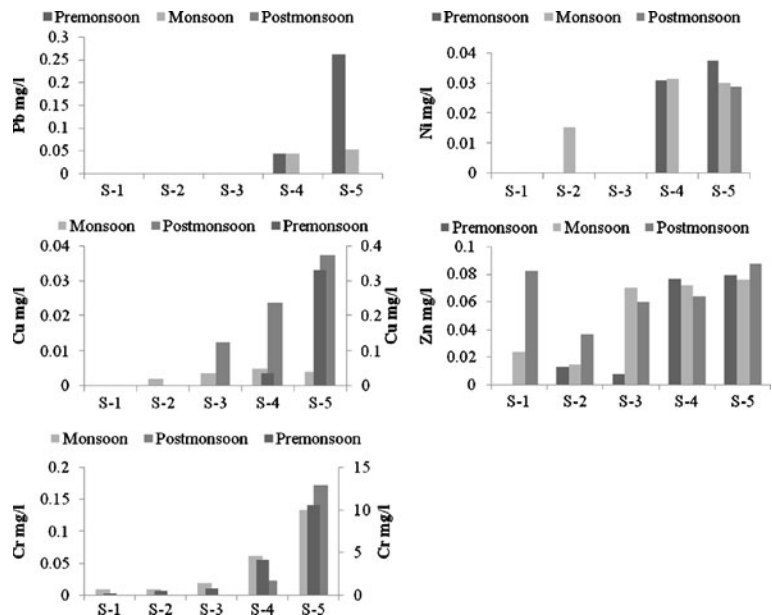 Premonsoon Monsoon Postmonsoon
Pb mg/l
0.3
0.25
0.2
0.15
0.1
0.05
0
S-1 S-2 S-3 S-4 S-5
Premonsoon Monsoon Postmonsoon
Ni mg/l
0.04
0.03
0.02
0.01
0
S-1 S-2 S-3 S-4 S-5
Monsoon Postmonsoon Premonsoon
Cu mg/l
0.04
0.03
0.02
0.01
0
S-1 S-2 S-3 S-4 S-5
0.4
0.3
0.2
0.1
0
Cu mg/l
Premonsoon Monsoon Postmonsoon
Zn mg/l
0.1
0.08
0.06
0.04
0.02
0
S-1 S-2 S-3 S-4 S-5
Monsoon Postmonsoon Premonsoon
Cr mg/l
0.2
0.15
0.1
0.05
0
S-1 S-2 S-3 S-4 S-5
15
10
5
0
Cr mg/l